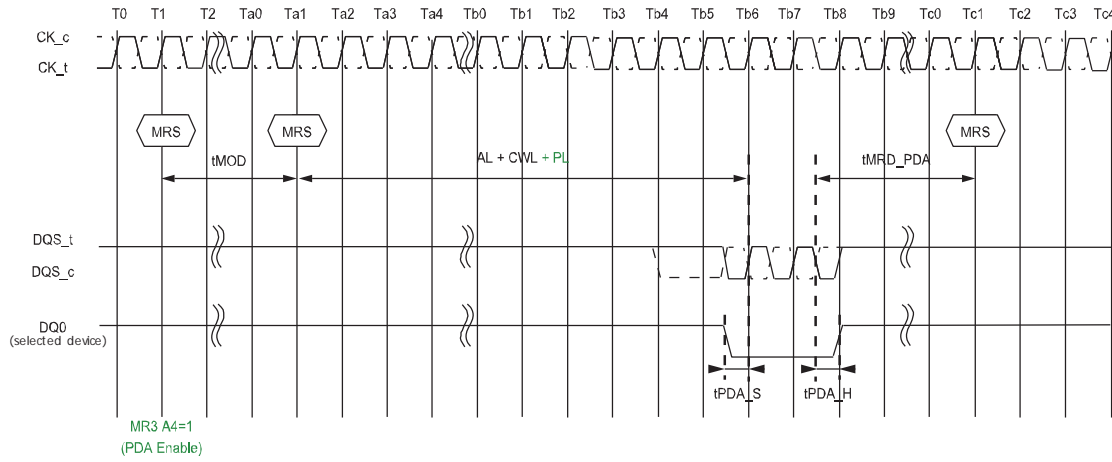 T0 T1 T2 Ta0 Ta1 Ta2 Ta3 Ta4 Tb0 Tb1 Tb2 Tb3 Tb4 Tb5 Tb6 Tb7 Tb8 Tb9 Tc0 Tc1 Tc2 Tc3 Tc4
CK_c
CK_t
MRS MRS MRS
tMOD AL + CWL + PL tMRD_PDA
DQS_t
DQS_c
DQ0
(selected device)
tPDA_S tPDA_H
MR3 A4=1
(PDA Enable)